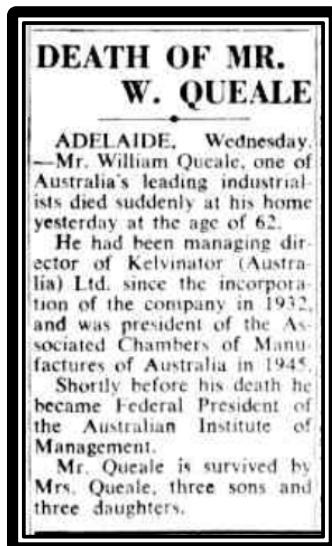 DEATH OF MR.
W. QUEALE
ADELAIDE, Wednesday.
—Mr. William Queale, one of
Australia's leading industrial-
ists died suddenly at his home
yesterday at the age of 62.
He had been managing dir-
ector of Kelvinator (Austra-
lia) Ltd. since the incorpora-
tion of the company in 1932,
and was president of the As-
sociated Chambers of Manu-
factures of Australia in 1945.
Shortly before his death he
became Federal President of
the Australian Institute of
Management.
Mr. Queale is survived by
Mrs. Queale, three sons and
three daughters.